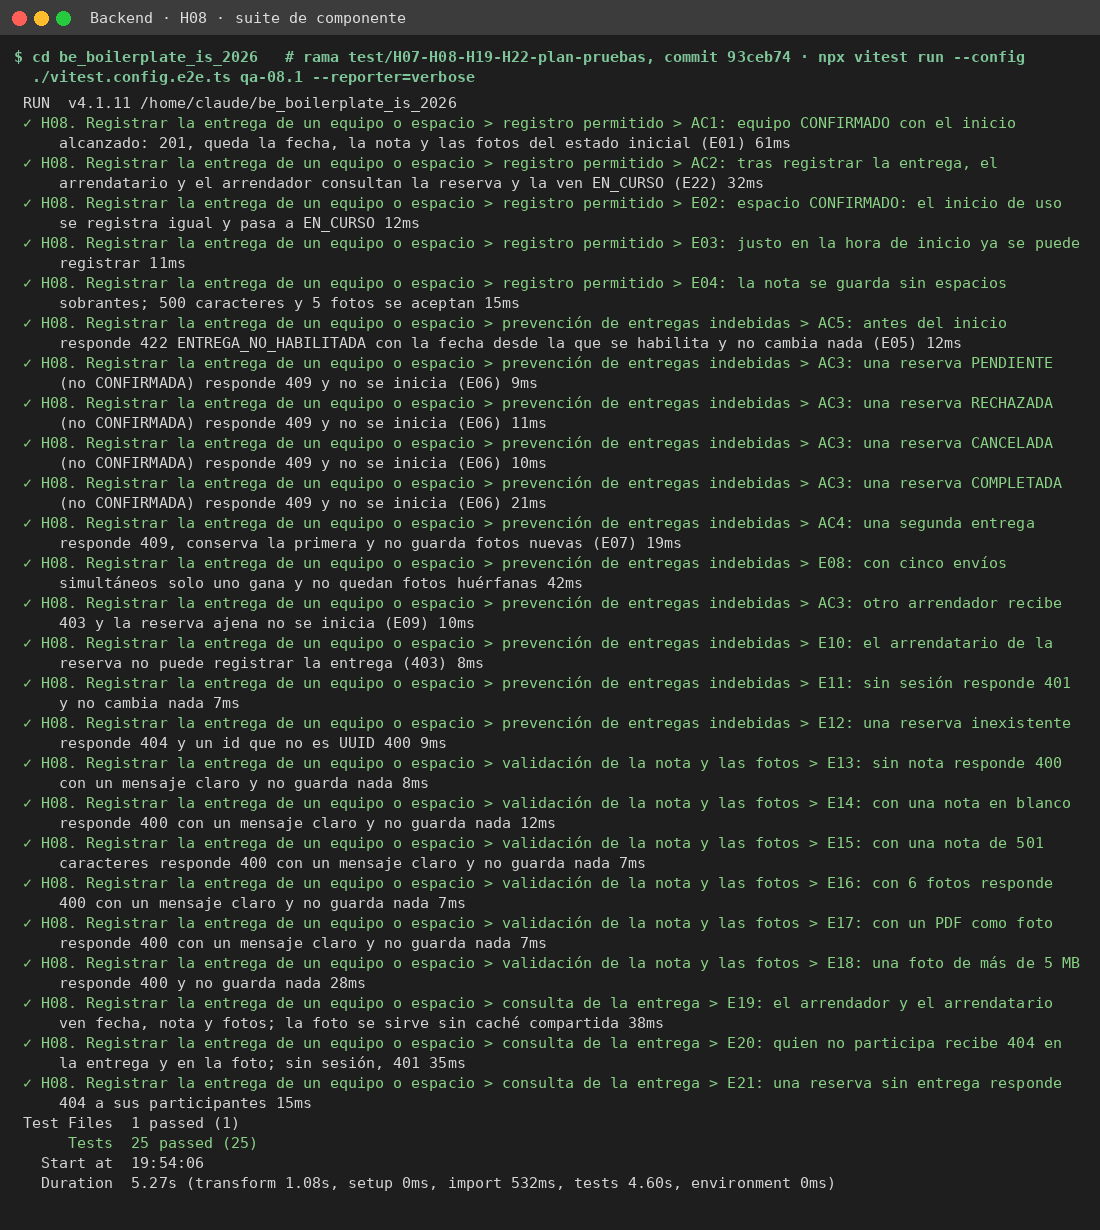 Backend · H08 · suite de componente
$ cd be_boilerplate_is_2026   # rama test/H07-H08-H19-H22-plan-pruebas, commit 93ceb74 · npx vitest run --config
./vitest.config.e2e.ts qa-08.1 --reporter=verbose
RUN  v4.1.11 /home/claude/be_boilerplate_is_2026
✓ H08. Registrar la entrega de un equipo o espacio > registro permitido > AC1: equipo CONFIRMADO con el inicio
alcanzado: 201, queda la fecha, la nota y las fotos del estado inicial (E01) 61ms
✓ H08. Registrar la entrega de un equipo o espacio > registro permitido > AC2: tras registrar la entrega, el
arrendatario y el arrendador consultan la reserva y la ven EN_CURSO (E22) 32ms
✓ H08. Registrar la entrega de un equipo o espacio > registro permitido > E02: espacio CONFIRMADO: el inicio de uso
se registra igual y pasa a EN_CURSO 12ms
✓ H08. Registrar la entrega de un equipo o espacio > registro permitido > E03: justo en la hora de inicio ya se puede
registrar 11ms
✓ H08. Registrar la entrega de un equipo o espacio > registro permitido > E04: la nota se guarda sin espacios
sobrantes; 500 caracteres y 5 fotos se aceptan 15ms
✓ H08. Registrar la entrega de un equipo o espacio > prevención de entregas indebidas > AC5: antes del inicio
responde 422 ENTREGA_NO_HABILITADA con la fecha desde la que se habilita y no cambia nada (E05) 12ms
✓ H08. Registrar la entrega de un equipo o espacio > prevención de entregas indebidas > AC3: una reserva PENDIENTE
(no CONFIRMADA) responde 409 y no se inicia (E06) 9ms
✓ H08. Registrar la entrega de un equipo o espacio > prevención de entregas indebidas > AC3: una reserva RECHAZADA
(no CONFIRMADA) responde 409 y no se inicia (E06) 11ms
✓ H08. Registrar la entrega de un equipo o espacio > prevención de entregas indebidas > AC3: una reserva CANCELADA
(no CONFIRMADA) responde 409 y no se inicia (E06) 10ms
✓ H08. Registrar la entrega de un equipo o espacio > prevención de entregas indebidas > AC3: una reserva COMPLETADA
(no CONFIRMADA) responde 409 y no se inicia (E06) 21ms
✓ H08. Registrar la entrega de un equipo o espacio > prevención de entregas indebidas > AC4: una segunda entrega
responde 409, conserva la primera y no guarda fotos nuevas (E07) 19ms
✓ H08. Registrar la entrega de un equipo o espacio > prevención de entregas indebidas > E08: con cinco envíos
simultáneos solo uno gana y no quedan fotos huérfanas 42ms
✓ H08. Registrar la entrega de un equipo o espacio > prevención de entregas indebidas > AC3: otro arrendador recibe
403 y la reserva ajena no se inicia (E09) 10ms
✓ H08. Registrar la entrega de un equipo o espacio > prevención de entregas indebidas > E10: el arrendatario de la
reserva no puede registrar la entrega (403) 8ms
✓ H08. Registrar la entrega de un equipo o espacio > prevención de entregas indebidas > E11: sin sesión responde 401
y no cambia nada 7ms
✓ H08. Registrar la entrega de un equipo o espacio > prevención de entregas indebidas > E12: una reserva inexistente
responde 404 y un id que no es UUID 400 9ms
✓ H08. Registrar la entrega de un equipo o espacio > validación de la nota y las fotos > E13: sin nota responde 400
con un mensaje claro y no guarda nada 8ms
✓ H08. Registrar la entrega de un equipo o espacio > validación de la nota y las fotos > E14: con una nota en blanco
responde 400 con un mensaje claro y no guarda nada 12ms
✓ H08. Registrar la entrega de un equipo o espacio > validación de la nota y las fotos > E15: con una nota de 501
caracteres responde 400 con un mensaje claro y no guarda nada 7ms
✓ H08. Registrar la entrega de un equipo o espacio > validación de la nota y las fotos > E16: con 6 fotos responde
400 con un mensaje claro y no guarda nada 7ms
✓ H08. Registrar la entrega de un equipo o espacio > validación de la nota y las fotos > E17: con un PDF como foto
responde 400 con un mensaje claro y no guarda nada 7ms
✓ H08. Registrar la entrega de un equipo o espacio > validación de la nota y las fotos > E18: una foto de más de 5 MB
responde 400 y no guarda nada 28ms
✓ H08. Registrar la entrega de un equipo o espacio > consulta de la entrega > E19: el arrendador y el arrendatario
ven fecha, nota y fotos; la foto se sirve sin caché compartida 38ms
✓ H08. Registrar la entrega de un equipo o espacio > consulta de la entrega > E20: quien no participa recibe 404 en
la entrega y en la foto; sin sesión, 401 35ms
✓ H08. Registrar la entrega de un equipo o espacio > consulta de la entrega > E21: una reserva sin entrega responde
404 a sus participantes 15ms
Test Files  1 passed (1)
Tests  25 passed (25)
Start at  19:54:06
Duration  5.27s (transform 1.08s, setup 0ms, import 532ms, tests 4.60s, environment 0ms)